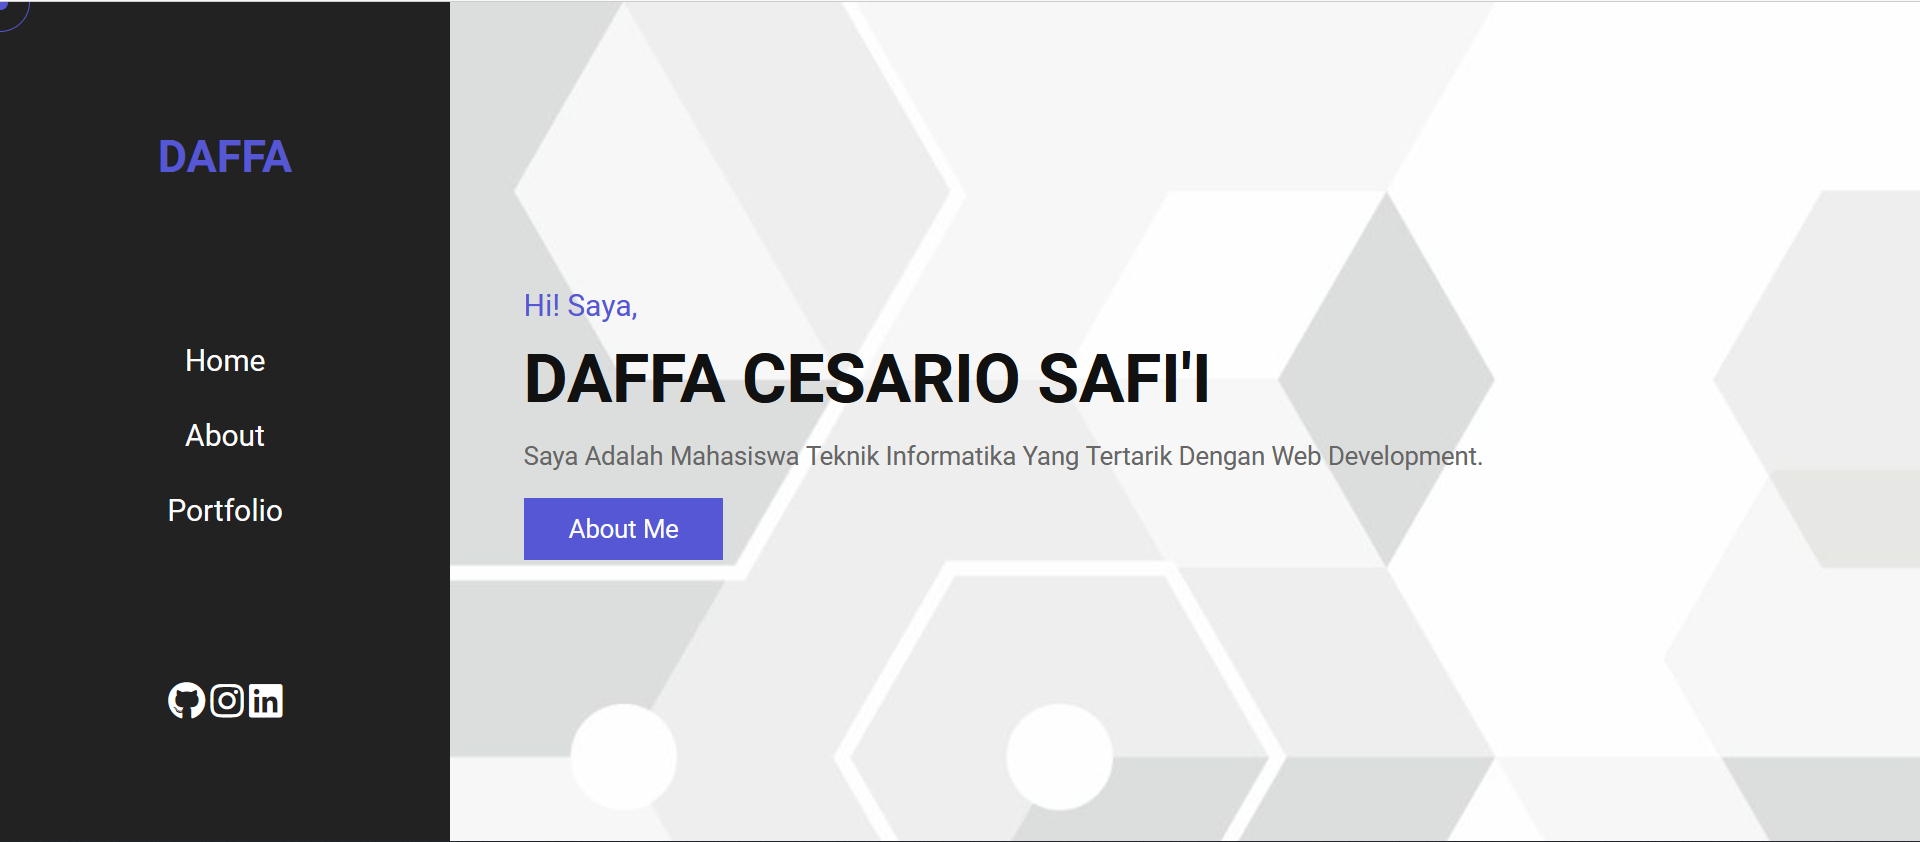 DAFFA
Home
About
Portfolio
Hi! Saya,
DAFFA CESARIO SAFI'I
Saya Adalah Mahasiswa Teknik Informatika Yang Tertarik Dengan Web Development.
About Me